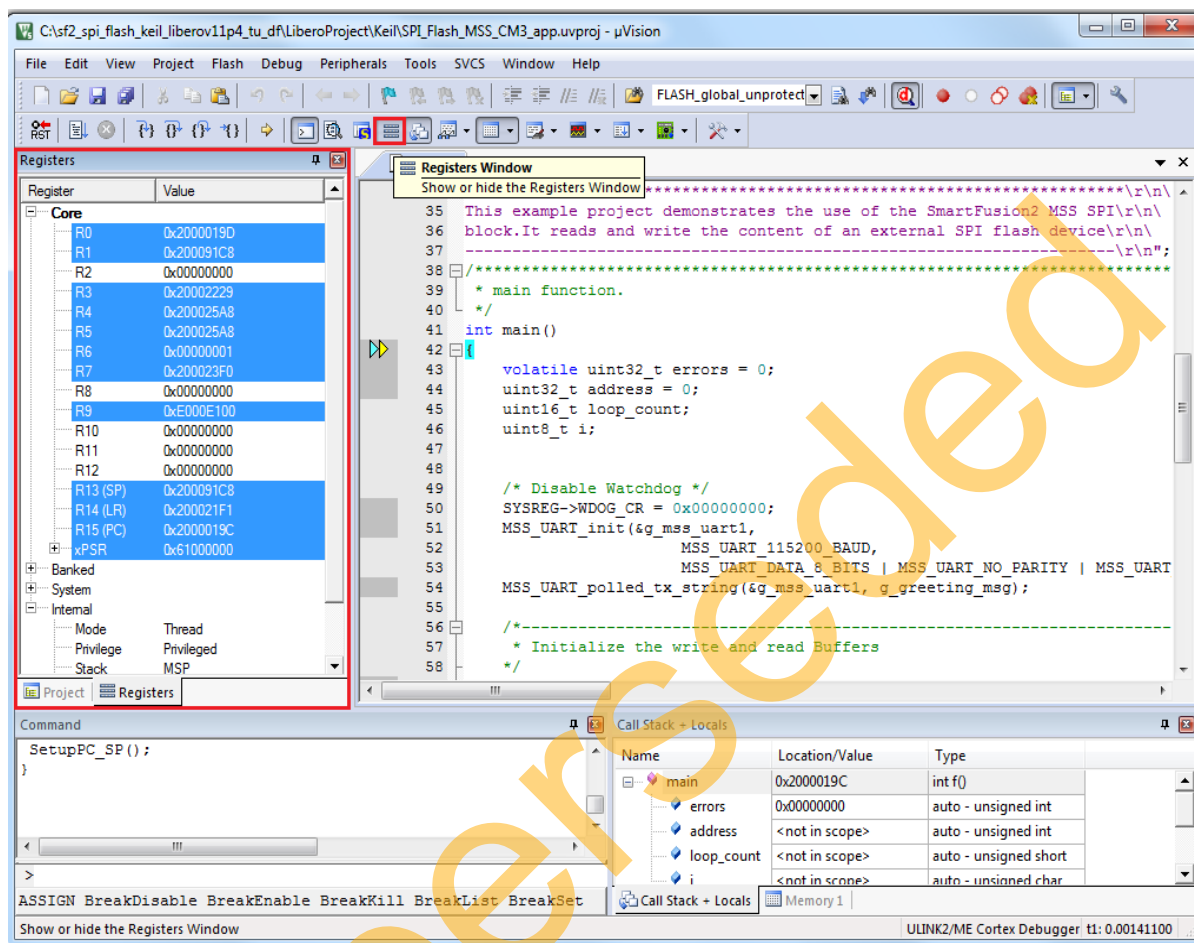 C:\sf2_spi_flash_keil_liberov11p4_tu_df\LiberoProject\Keil\SPI_Flash_MSS_CM3_app.uvproj - µVision
File Edit View Project Flash Debug Peripherals Tools SVCS Window Help
FLASH_global_unprotect
RST
Registers
Register Value
Core
R0 0x2000019D
R1 0x200091C8
R2 0x00000000
R3 0x20002229
R4 0x200025A8
R5 0x200025A8
R6 0x00000001
R7 0x200023F0
R8 0x00000000
R9 0xE000E100
R10 0x00000000
R11 0x00000000
R12 0x00000000
R13 (SP) 0x200091C8
R14 (LR) 0x200021F1
R15 (PC) 0x2000019C
xPSR 0x61000000
Banked
System
Internal
Mode Thread
Privilege Privileged
Stack MSP
Project Registers
Registers Window
Show or hide the Registers Window
******************************************************\r\n\
35 This example project demonstrates the use of the SmartFusion2 MSS SPI\r\n\
36 block.It reads and write the content of an external SPI flash device\r\n\
37 ----------------------------------------------------------------------\r\n";
38 /***************************************************************************
39 * main function.
40 */
41 int main()
42 {
43 volatile uint32_t errors = 0;
44 uint32_t address = 0;
45 uint16_t loop_count;
46 uint8_t i;
47
48
49 /* Disable Watchdog */
50 SYSREG->WDOG_CR = 0x00000000;
51 MSS_UART_init(&g_mss_uart1,
52 MSS_UART_115200_BAUD,
53 MSS_UART_DATA_8_BITS | MSS_UART_NO_PARITY | MSS_UART
54 MSS_UART_polled_tx_string(&g_mss_uart1, g_greeting_msg);
55
56 /*----------------------------------------------------------------------
57 * Initialize the write and read Buffers
58 */
Command
SetupPC_SP();
}
>
ASSIGN BreakDisable BreakEnable BreakKill BreakList BreakSet
Call Stack + Locals
Name Location/Value Type
main 0x2000019C int f()
errors 0x00000000 auto - unsigned int
address <not in scope> auto - unsigned int
loop_count <not in scope> auto - unsigned short
i <not in scope> auto - unsigned char
Call Stack + Locals Memory 1
Show or hide the Registers Window ULINK2/ME Cortex Debugger t1: 0.00141100
Superseded